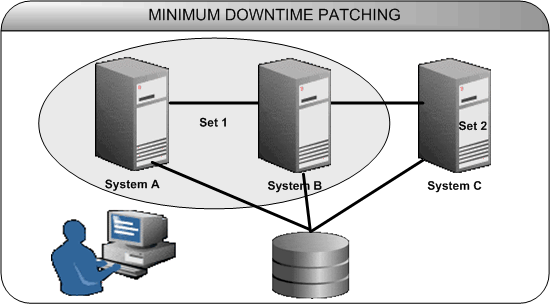 MINIMUM DOWNTIME PATCHING
Set 1
Set 2
System A
System B
System C